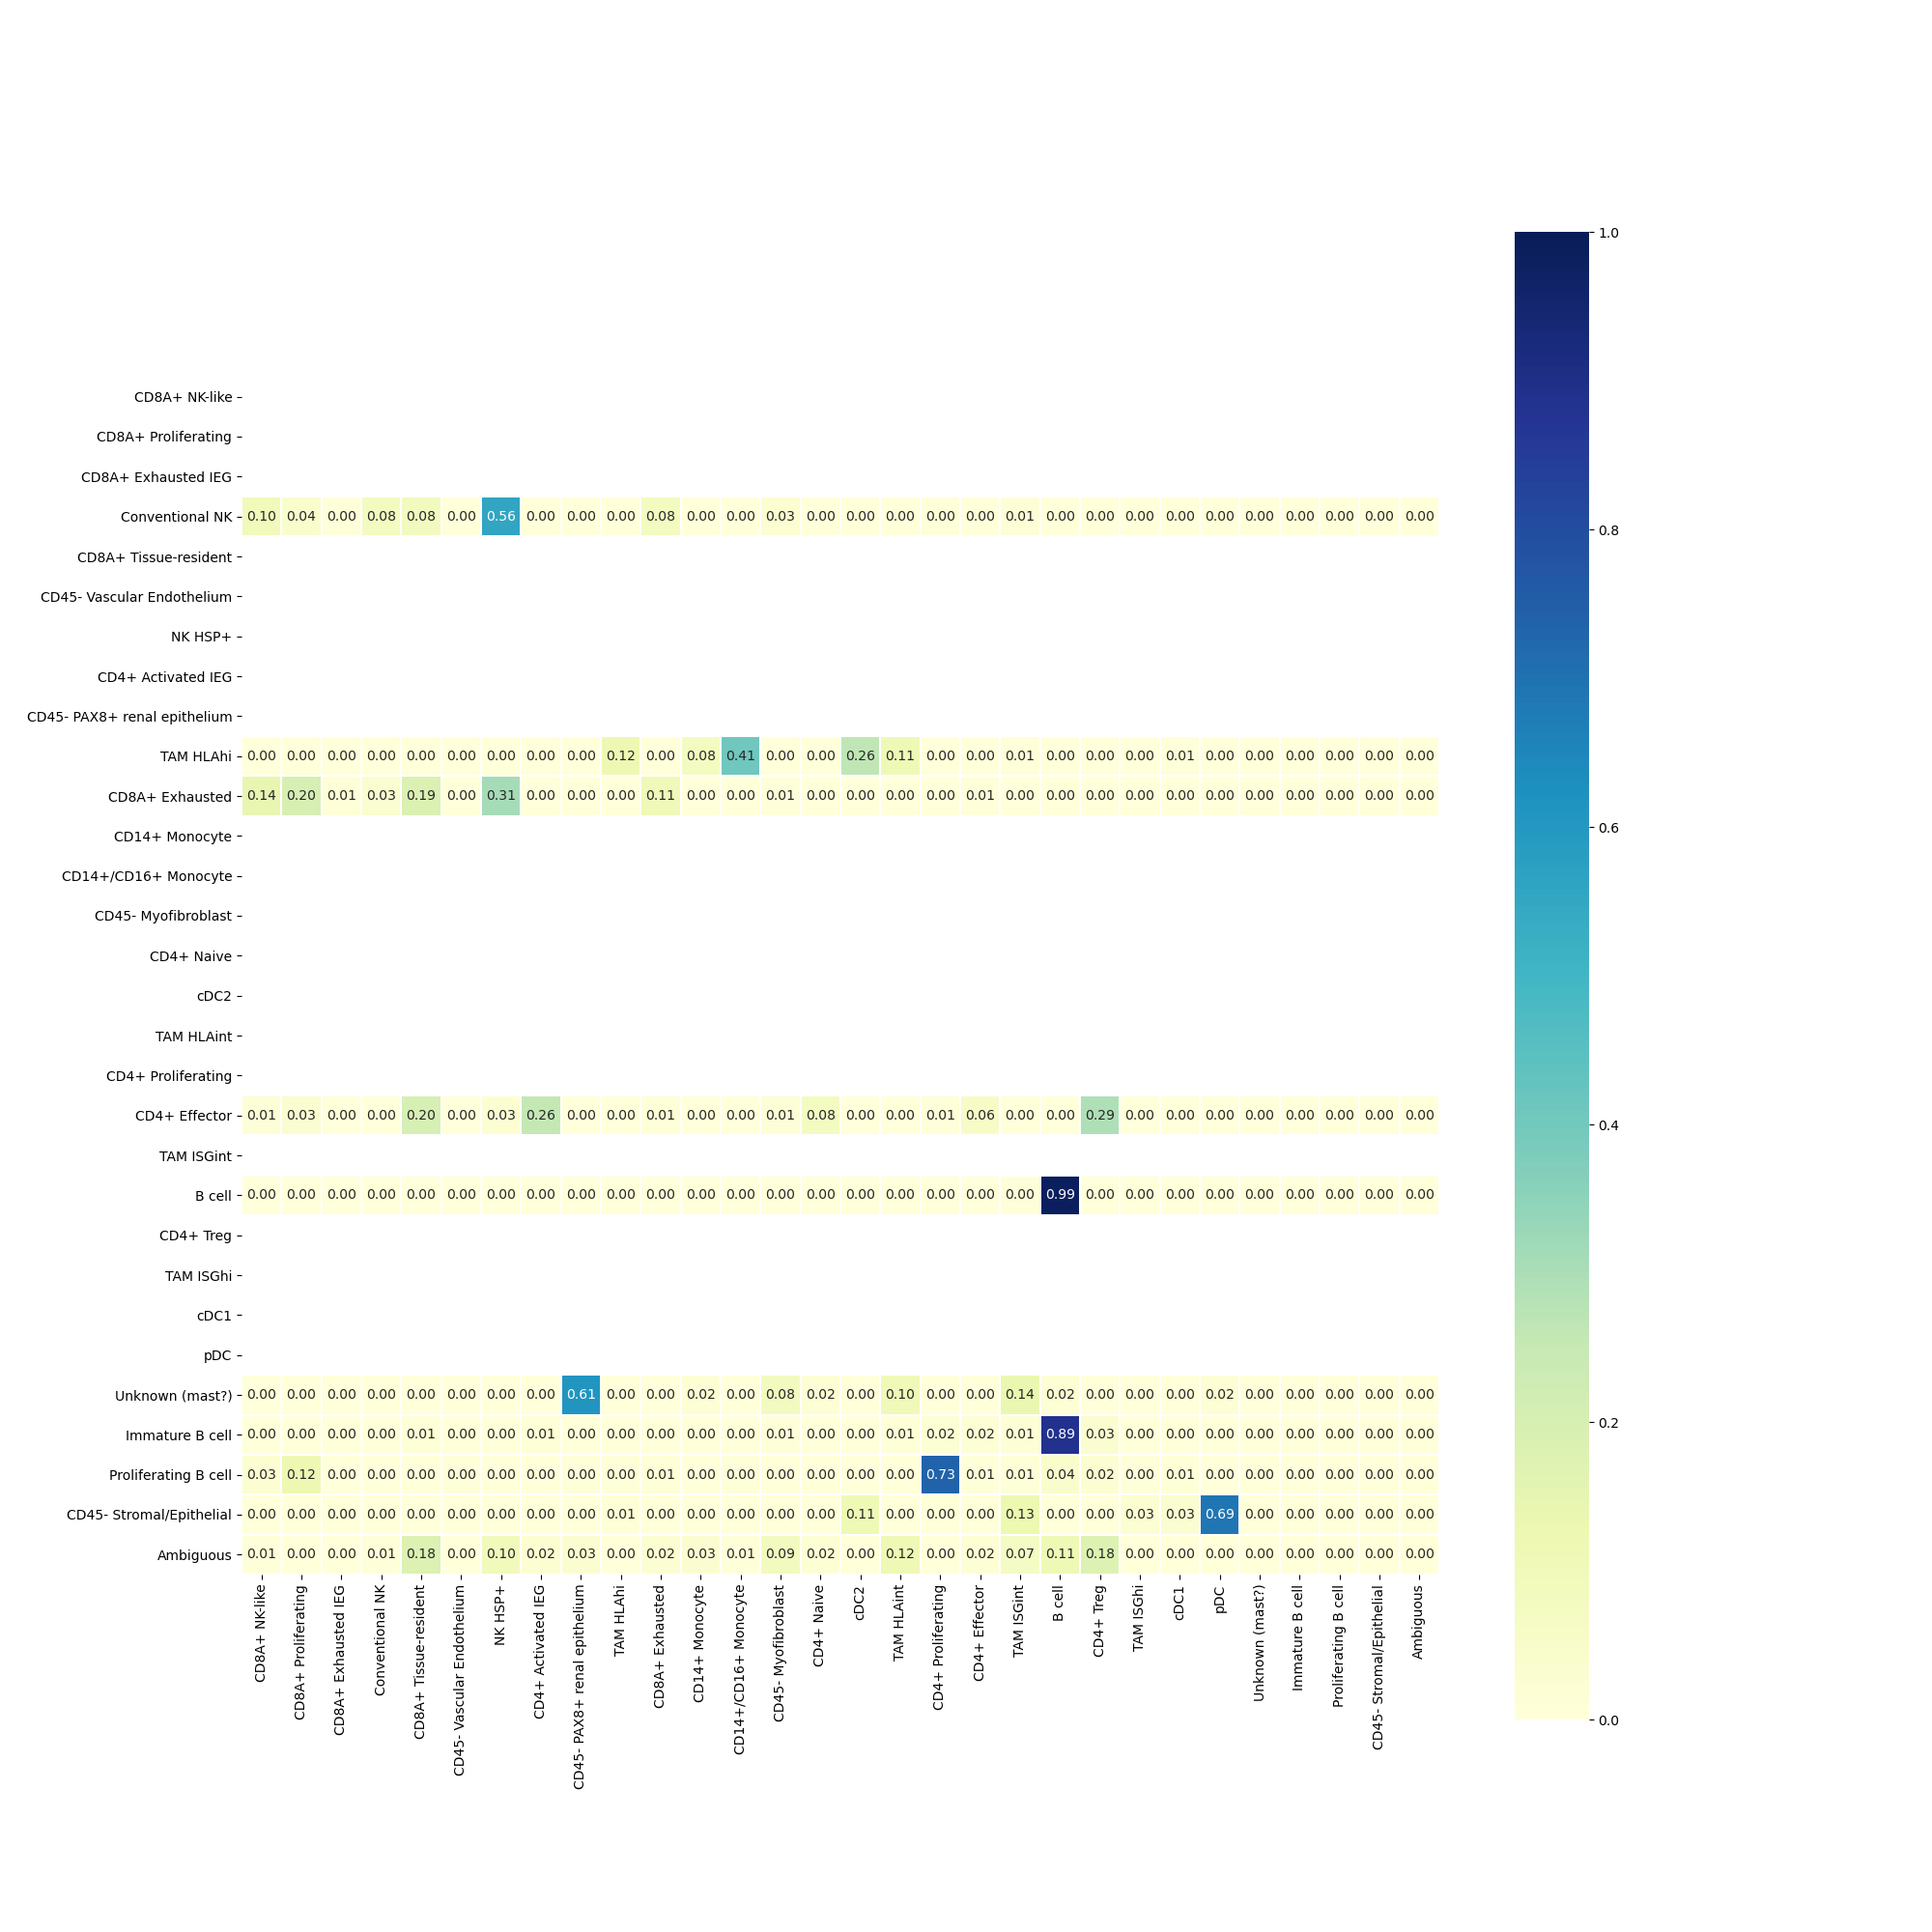 1.0
CD8A+ NK-like
CD8A+ Proliferating
CD8A+ Exhausted IEG
Conventional NK 0.10 0.04 0.00 0.08 0.08 0.00 0.56 0.00 0.00 0.00 0.08 0.00 0.00 0.03 0.00 0.00 0.00 0.00 0.00 0.01 0.00 0.00 0.00 0.00 0.00 0.00 0.00 0.00 0.00 0.00
0.8
CD8A+ Tissue-resident
CD45- Vascular Endothelium
NK HSP+
CD4+ Activated IEG
CD45- PAX8+ renal epithelium
TAM HLAhi 0.00 0.00 0.00 0.00 0.00 0.00 0.00 0.00 0.00 0.12 0.00 0.08 0.41 0.00 0.00 0.26 0.11 0.00 0.00 0.01 0.00 0.00 0.00 0.01 0.00 0.00 0.00 0.00 0.00 0.00
CD8A+ Exhausted 0.14 0.20 0.01 0.03 0.19 0.00 0.31 0.00 0.00 0.00 0.11 0.00 0.00 0.01 0.00 0.00 0.00 0.00 0.01 0.00 0.00 0.00 0.00 0.00 0.00 0.00 0.00 0.00 0.00 0.00
0.6
CD14+ Monocyte
CD14+/CD16+ Monocyte
CD45- Myofibroblast
CD4+ Naive
cDC2
TAM HLAint
CD4+ Proliferating
CD4+ Effector 0.01 0.03 0.00 0.00 0.20 0.00 0.03 0.26 0.00 0.00 0.01 0.00 0.00 0.01 0.08 0.00 0.00 0.01 0.06 0.00 0.00 0.29 0.00 0.00 0.00 0.00 0.00 0.00 0.00 0.00
0.4
TAM ISGint
B cell 0.00 0.00 0.00 0.00 0.00 0.00 0.00 0.00 0.00 0.00 0.00 0.00 0.00 0.00 0.00 0.00 0.00 0.00 0.00 0.00 0.99 0.00 0.00 0.00 0.00 0.00 0.00 0.00 0.00 0.00
CD4+ Treg
TAM ISGhi
cDC1
pDC
Unknown (mast?) 0.00 0.00 0.00 0.00 0.00 0.00 0.00 0.00 0.61 0.00 0.00 0.02 0.00 0.08 0.02 0.00 0.10 0.00 0.00 0.14 0.02 0.00 0.00 0.00 0.02 0.00 0.00 0.00 0.00 0.00
0.2
Immature B cell 0.00 0.00 0.00 0.00 0.01 0.00 0.00 0.01 0.00 0.00 0.00 0.00 0.00 0.01 0.00 0.00 0.01 0.02 0.02 0.01 0.89 0.03 0.00 0.00 0.00 0.00 0.00 0.00 0.00 0.00
Proliferating B cell 0.03 0.12 0.00 0.00 0.00 0.00 0.00 0.00 0.00 0.00 0.01 0.00 0.00 0.00 0.00 0.00 0.00 0.73 0.01 0.01 0.04 0.02 0.00 0.01 0.00 0.00 0.00 0.00 0.00 0.00
CD45- Stromal/Epithelial 0.00 0.00 0.00 0.00 0.00 0.00 0.00 0.00 0.00 0.01 0.00 0.00 0.00 0.00 0.00 0.11 0.00 0.00 0.00 0.13 0.00 0.00 0.03 0.03 0.69 0.00 0.00 0.00 0.00 0.00
Ambiguous 0.01 0.00 0.00 0.01 0.18 0.00 0.10 0.02 0.03 0.00 0.02 0.03 0.01 0.09 0.02 0.00 0.12 0.00 0.02 0.07 0.11 0.18 0.00 0.00 0.00 0.00 0.00 0.00 0.00 0.00
0.0
CD8A+ NK-like
CD8A+ Proliferating
CD8A+ Exhausted IEG
Conventional NK
CD8A+ Tissue-resident
CD45- Vascular Endothelium
NK HSP+
CD4+ Activated IEG
CD45- PAX8+ renal epithelium
TAM HLAhi
CD8A+ Exhausted
CD14+ Monocyte
CD14+/CD16+ Monocyte
CD45- Myofibroblast
CD4+ Naive
cDC2
TAM HLAint
CD4+ Proliferating
CD4+ Effector
TAM ISGint
B cell
CD4+ Treg
TAM ISGhi
cDC1
pDC
Unknown (mast?)
Immature B cell
Proliferating B cell
CD45- Stromal/Epithelial
Ambiguous